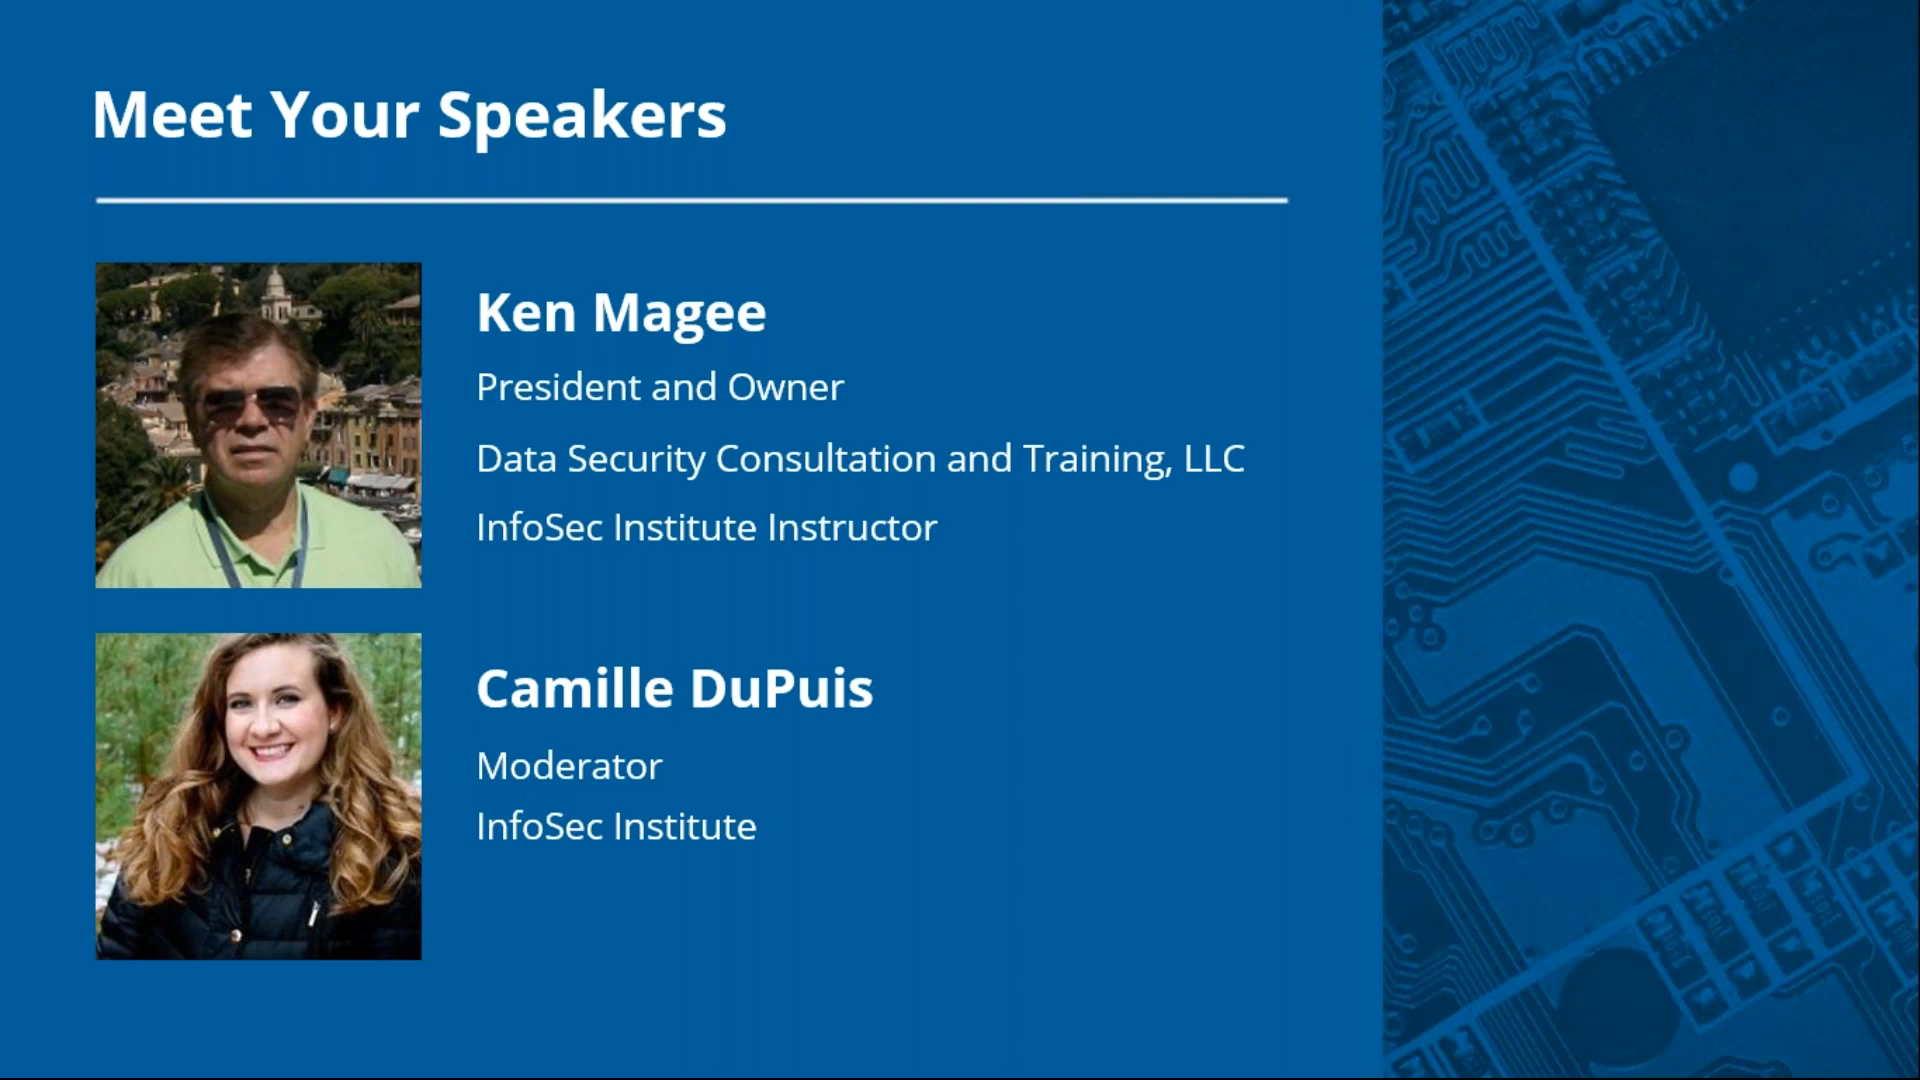 Meet Your Speakers
Ken Magee
President and Owner
Data Security Consultation and Training, LLC
InfoSec Institute Instructor
Camille DuPuis
Moderator
InfoSec Institute